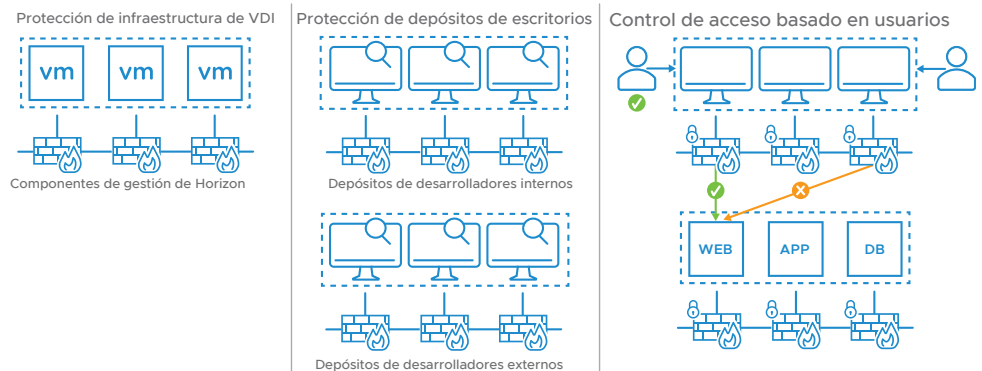 Protección de infraestructura de VDI
vm
vm
vm
Componentes de gestión de Horizon
Protección de depósitos de escritorios
Depósitos de desarrolladores internos
Depósitos de desarrolladores externos
Control de acceso basado en usuarios
WEB
APP
DB